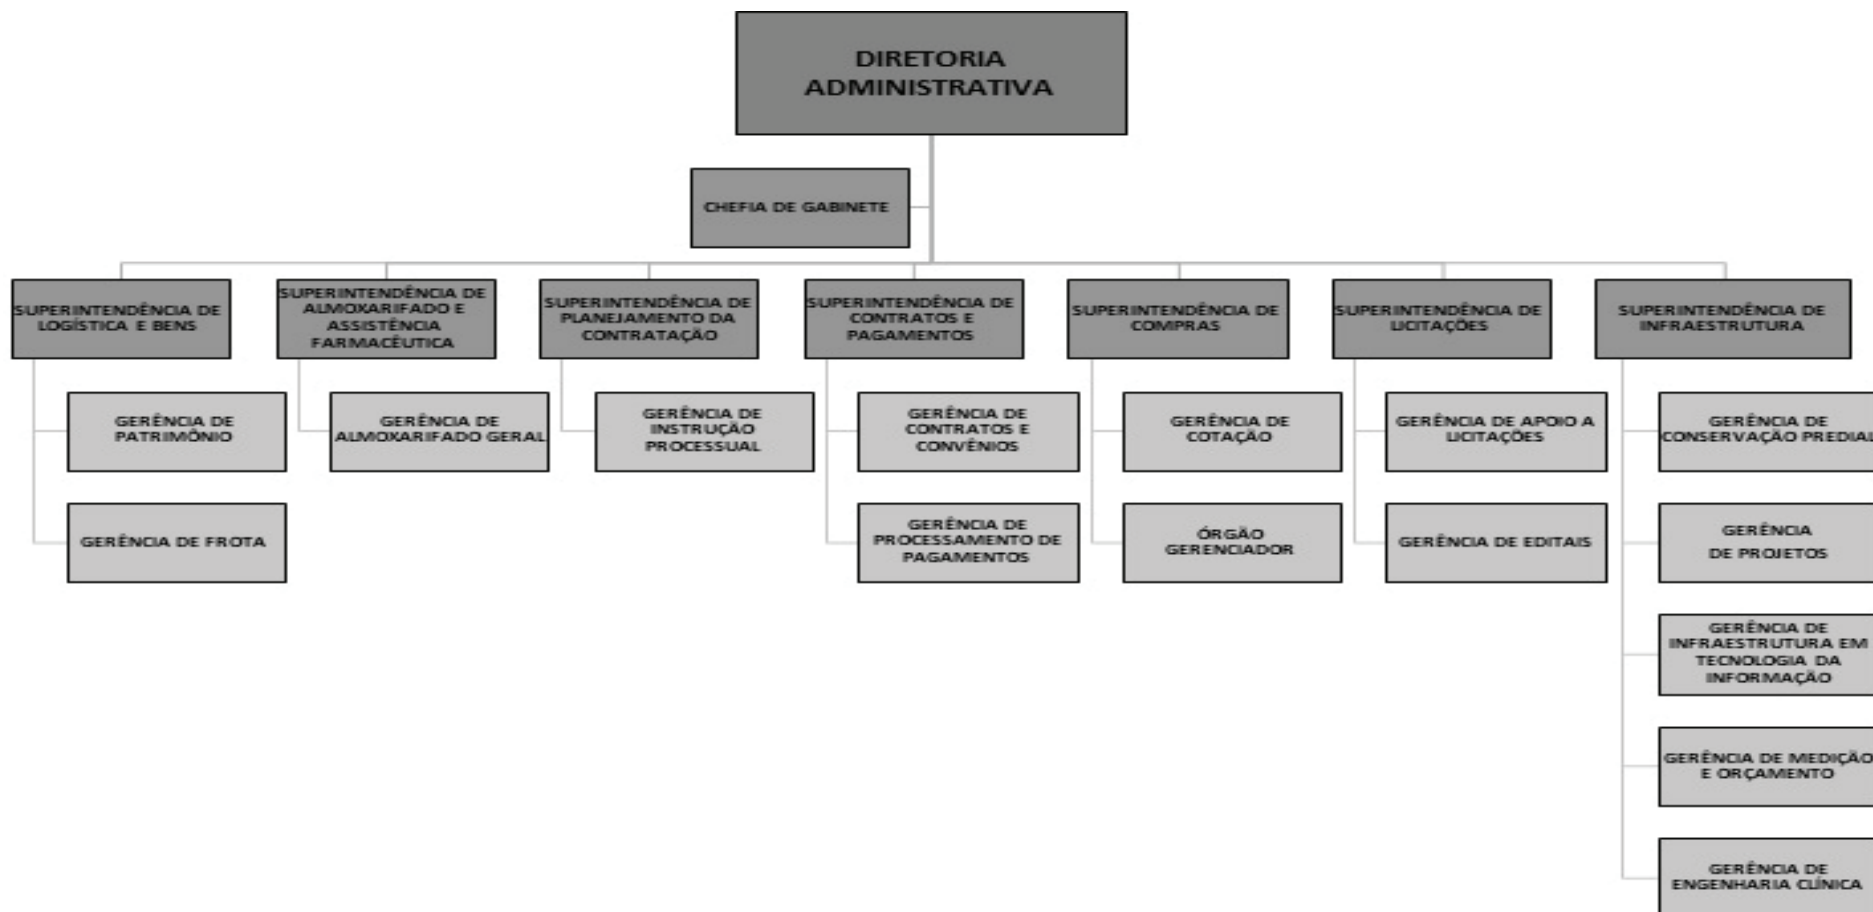 DIRETORIA
ADMINISTRATIVA
CHEFIA DE GABINETE
SUPERINTENDÊNCIA DE
LOGÍSTICA E BENS
SUPERINTENDÊNCIA DE
ALMOXARIFADO E
ASSISTÊNCIA
FARMACÊUTICA
SUPERINTENDÊNCIA DE
PLANEJAMENTO DA
CONTRATAÇÃO
SUPERINTENDÊNCIA DE
CONTRATOS E
PAGAMENTOS
SUPERINTENDÊNCIA DE
COMPRAS
SUPERINTENDÊNCIA DE
LICITAÇÕES
SUPERINTENDÊNCIA DE
INFRAESTRUTURA
GERÊNCIA DE
PATRIMÔNIO
GERÊNCIA DE
ALMOXARIFADO GERAL
GERÊNCIA DE
INSTRUÇÃO
PROCESSUAL
GERÊNCIA DE
CONTRATOS E
CONVÊNIOS
GERÊNCIA DE
COTAÇÃO
GERÊNCIA DE APOIO A
LICITAÇÕES
GERÊNCIA DE
CONSERVAÇÃO PREDIAL
GERÊNCIA DE FROTA
GERÊNCIA DE
PROCESSAMENTO DE
PAGAMENTOS
ÓRGÃO
GERENCIADOR
GERÊNCIA DE EDITAIS
GERÊNCIA
DE PROJETOS
GERÊNCIA DE
INFRAESTRUTURA EM
TECNOLOGIA DA
INFORMAÇÃO
GERÊNCIA DE MEDIÇÃO
E ORÇAMENTO
GERÊNCIA DE
ENGENHARIA CLÍNICA